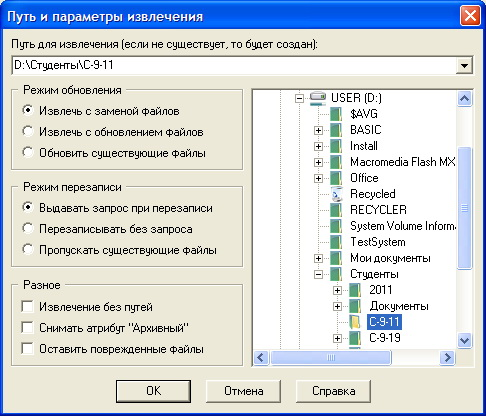 Путь и параметры извлечения
Путь для извлечения (если не существует, то будет создан):
D:\Студенты\С-9-11
Режим обновления
Извлечь с заменой файлов
Извлечь с обновлением файлов
Обновить существующие файлы
Режим перезаписи
Выдавать запрос при перезаписи
Перезаписывать без запроса
Пропускать существующие файлы
Разное
Извлечение без путей
Снимать атрибут "Архивный"
Оставить поврежденные файлы
USER (D:)
$AVG
BASIC
Install
Macromedia Flash MX
Office
Recycled
RECYCLER
System Volume Informa
TestSystem
Мои документы
Студенты
2011
Документы
С-9-11
С-9-19
OK
Отмена
Справка